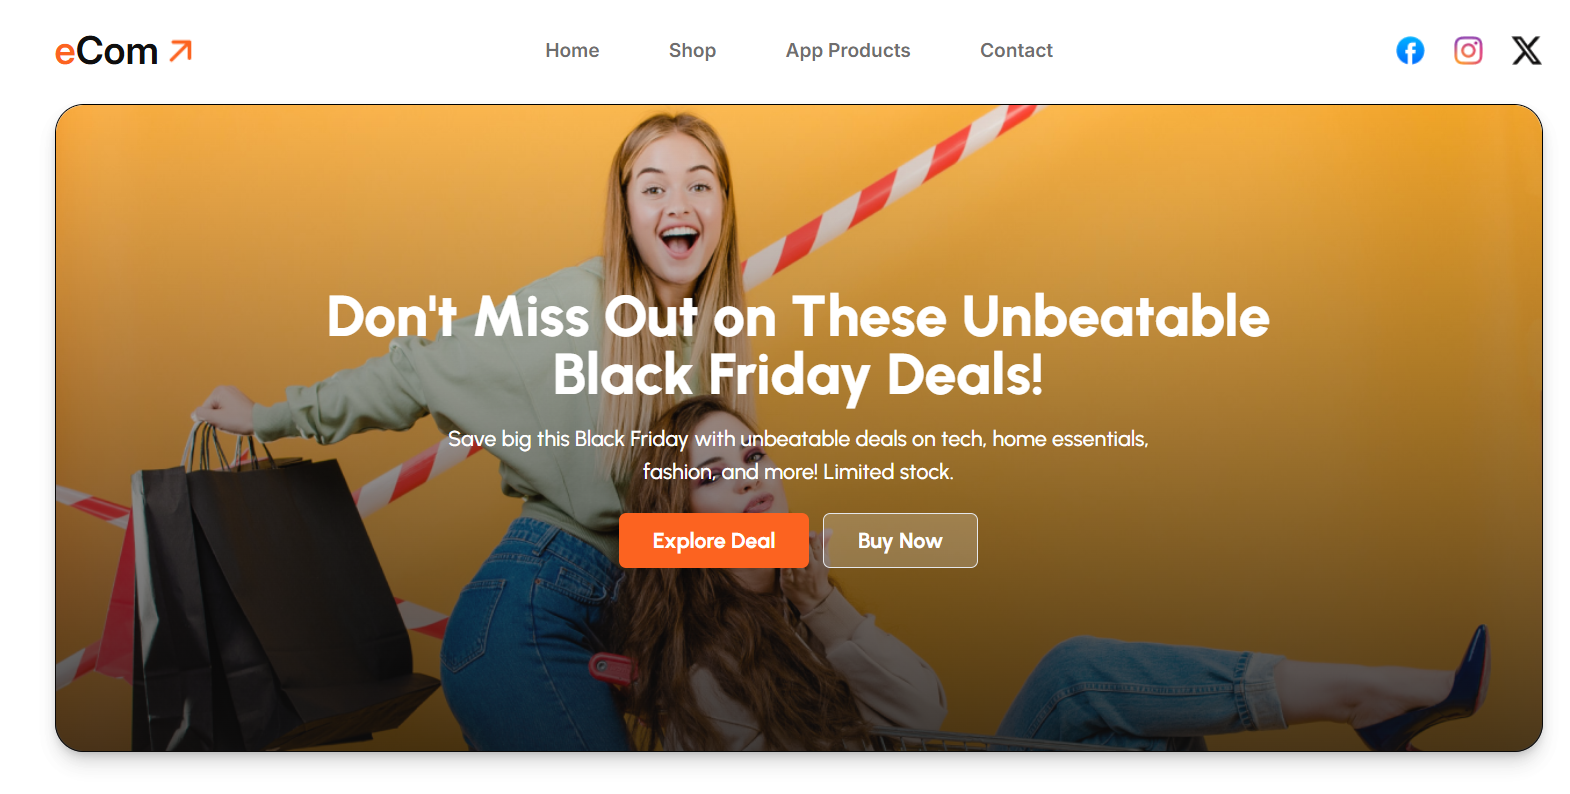 eCom
Home
Shop
App Products
Contact
Don't Miss Out on These Unbeatable
Black Friday Deals!
Save big this Black Friday with unbeatable deals on tech, home essentials,
fashion, and more! Limited stock.
Explore Deal
Buy Now